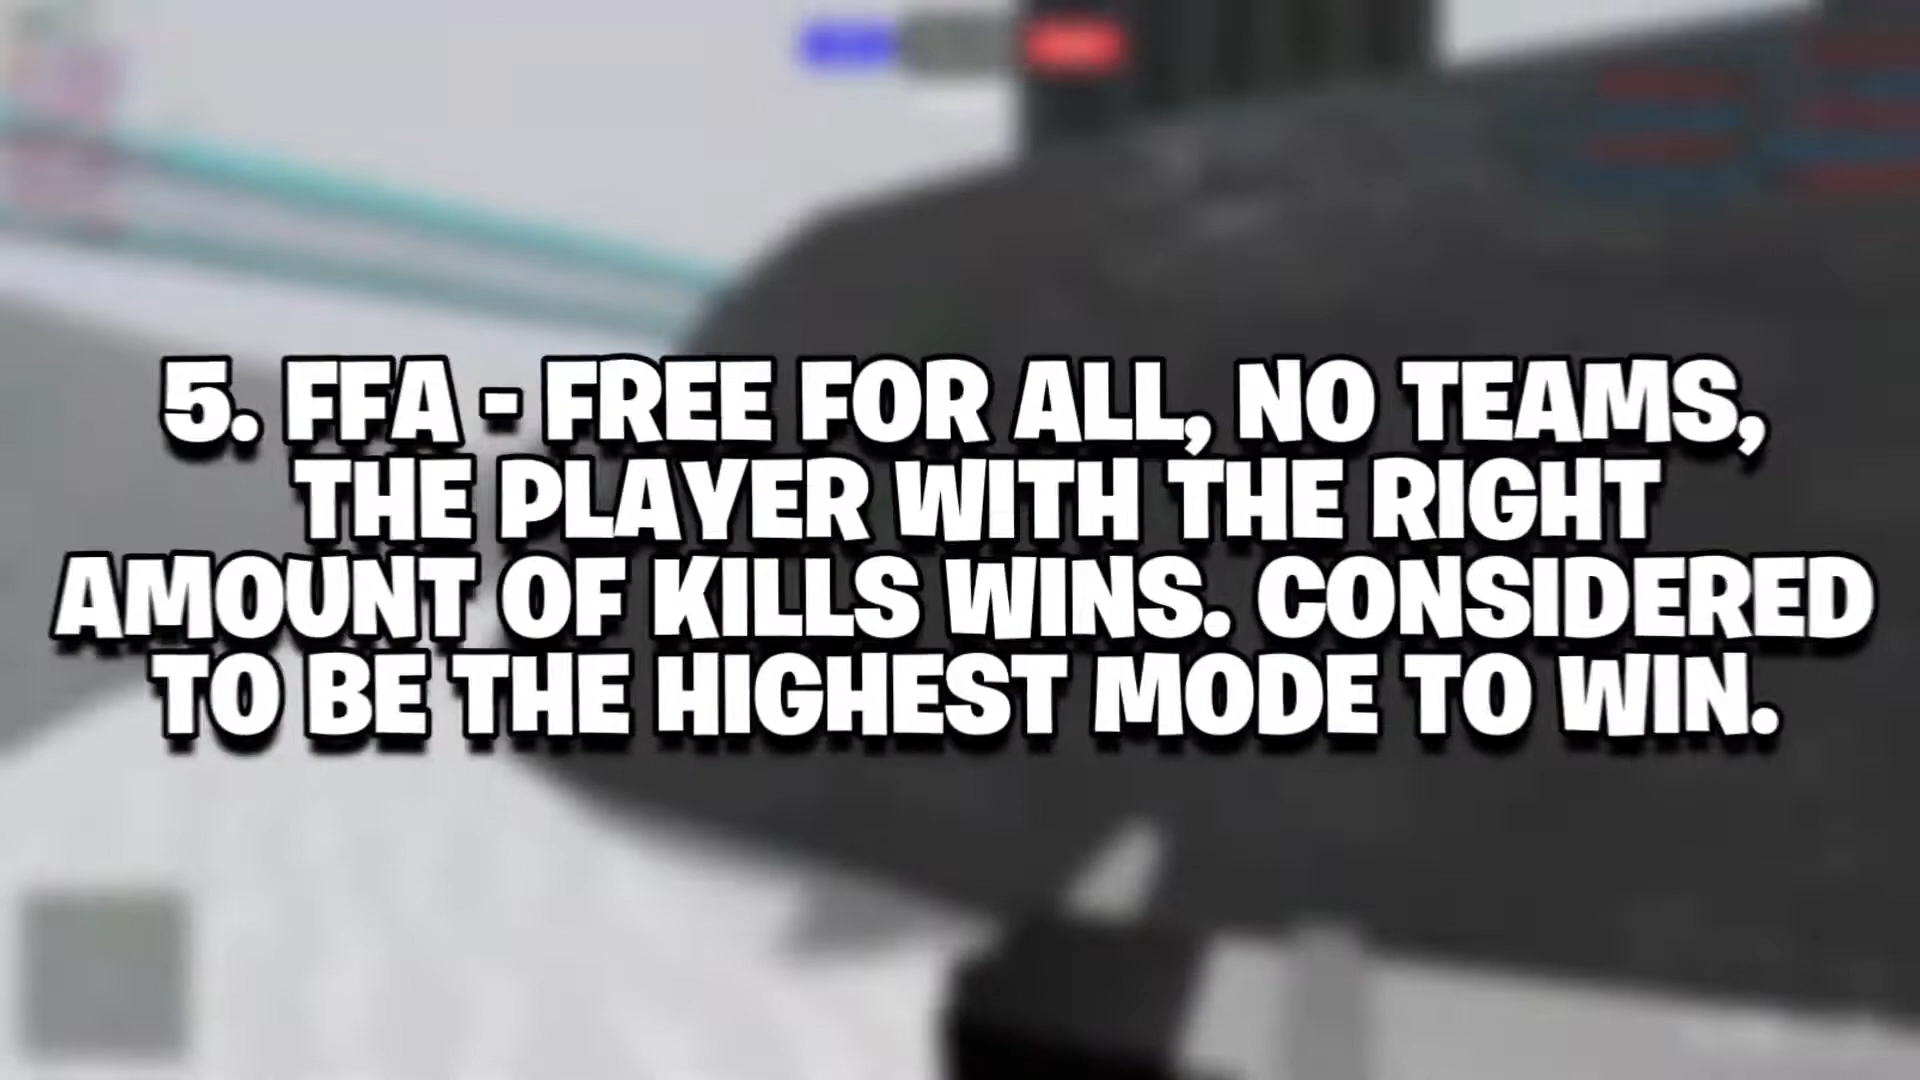 5. FFA - FREE FOR ALL, NO TEAMS,
THE PLAYER WITH THE RIGHT
AMOUNT OF KILLS WINS. CONSIDERED
TO BE THE HIGHEST MODE TO WIN.